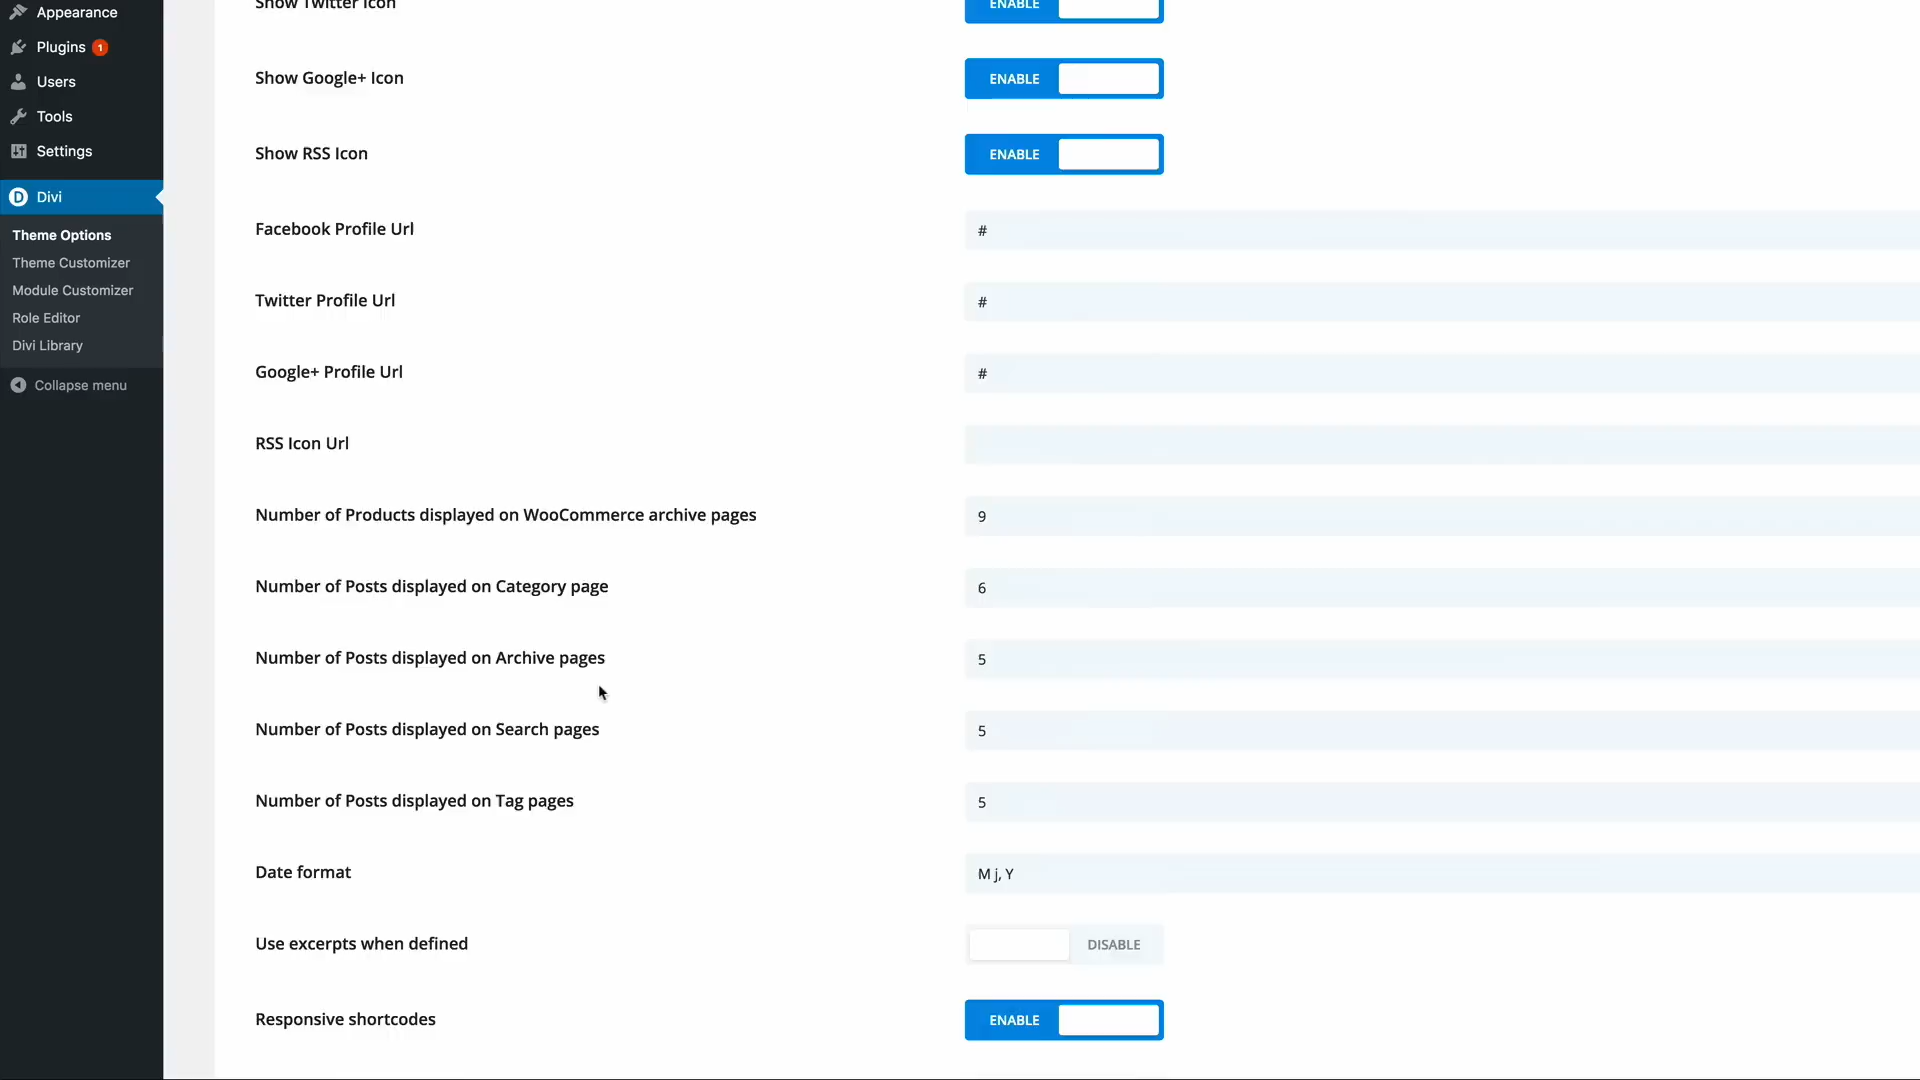 Appearance
Plugins 1
Users
Tools
Settings
D Divi
Theme Options
Theme Customizer
Module Customizer
Role Editor
Divi Library
Collapse menu
Show Twitter Icon ENABLE
Show Google+ Icon ENABLE
Show RSS Icon ENABLE
Facebook Profile Url #
Twitter Profile Url #
Google+ Profile Url #
RSS Icon Url
Number of Products displayed on WooCommerce archive pages 9
Number of Posts displayed on Category page 6
Number of Posts displayed on Archive pages 5
Number of Posts displayed on Search pages 5
Number of Posts displayed on Tag pages 5
Date format M j, Y
Use excerpts when defined DISABLE
Responsive shortcodes ENABLE